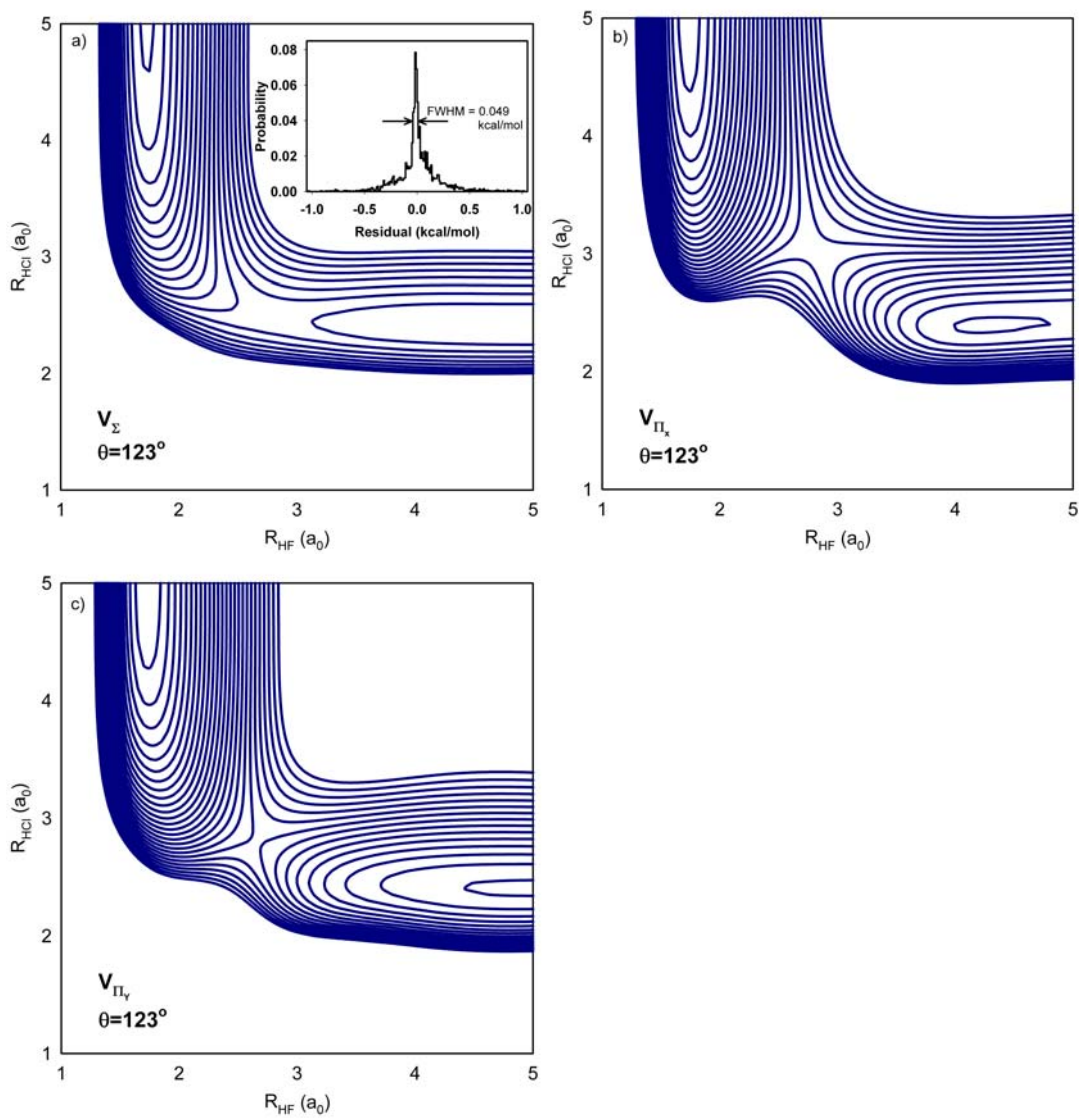 a)
5
4
3
2
1
R_HCl (a_0)
0.08
0.06
0.04
0.02
0.00
Probability
FWHM = 0.049
kcal/mol
-1.0 -0.5 0.0 0.5 1.0
Residual (kcal/mol)
V_Σ
θ=123°
1 2 3 4 5
R_HF (a_0)
b)
5
4
3
2
1
R_HCl (a_0)
V_Π_x
θ=123°
1 2 3 4 5
R_HF (a_0)
c)
5
4
3
2
1
R_HCl (a_0)
V_Π_Y
θ=123°
1 2 3 4 5
R_HF (a_0)